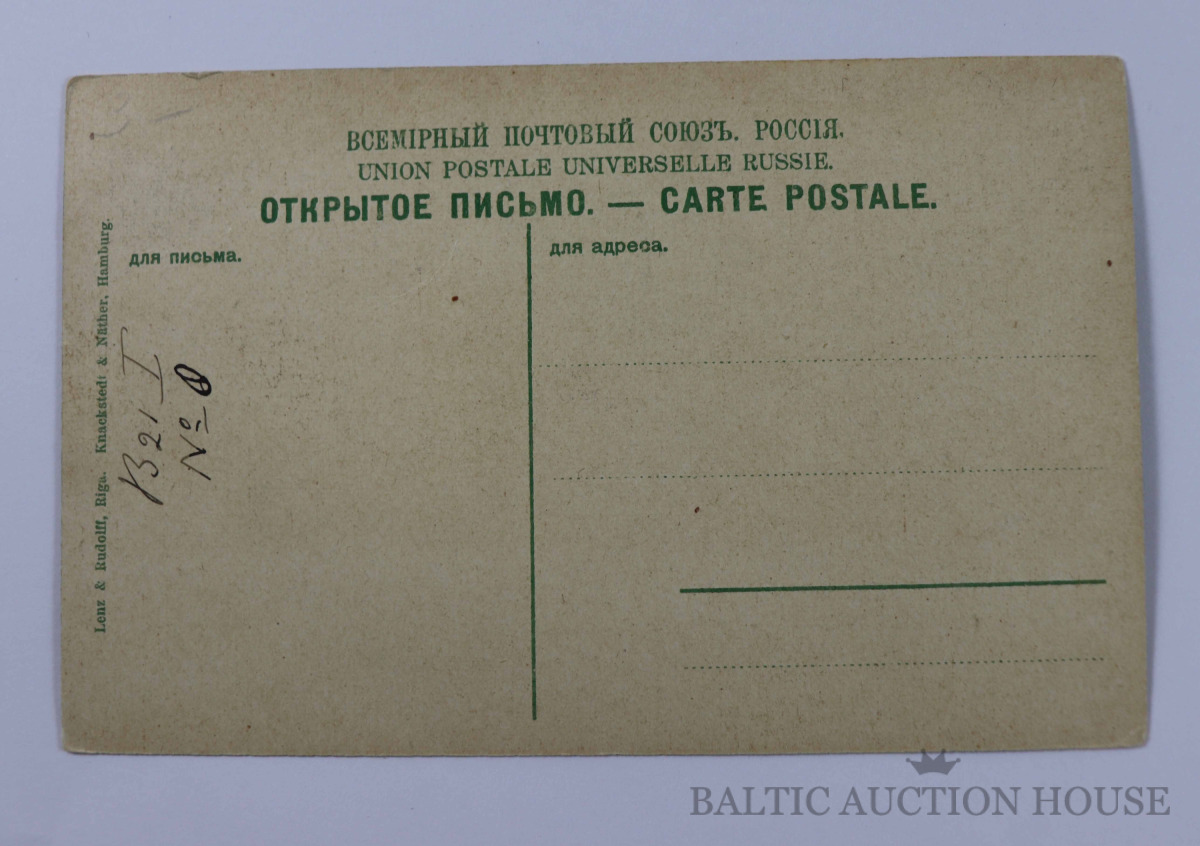 ВСЕМІРНЫЙ ПОЧТОВЫЙ СОЮЗЪ. РОССІЯ.
UNION POSTALE UNIVERSELLE RUSSIE.
ОТКРЫТОЕ ПИСЬМО. — CARTE POSTALE.
для письма.
для адреса.
Lenz & Rudolff, Riga. Knackstedt & Näther, Hamburg.
B 21 I
№ 0
BALTIC AUCTION HOUSE